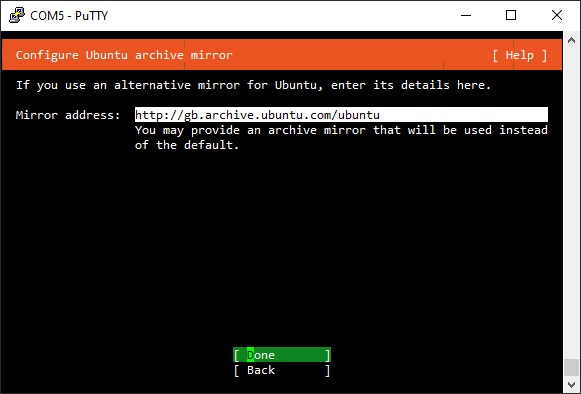 COM5 - PuTTY
Configure Ubuntu archive mirror [ Help ]
If you use an alternative mirror for Ubuntu, enter its details here.
Mirror address: http://gb.archive.ubuntu.com/ubuntu
You may provide an archive mirror that will be used instead
of the default.
[ Done ]
[ Back ]